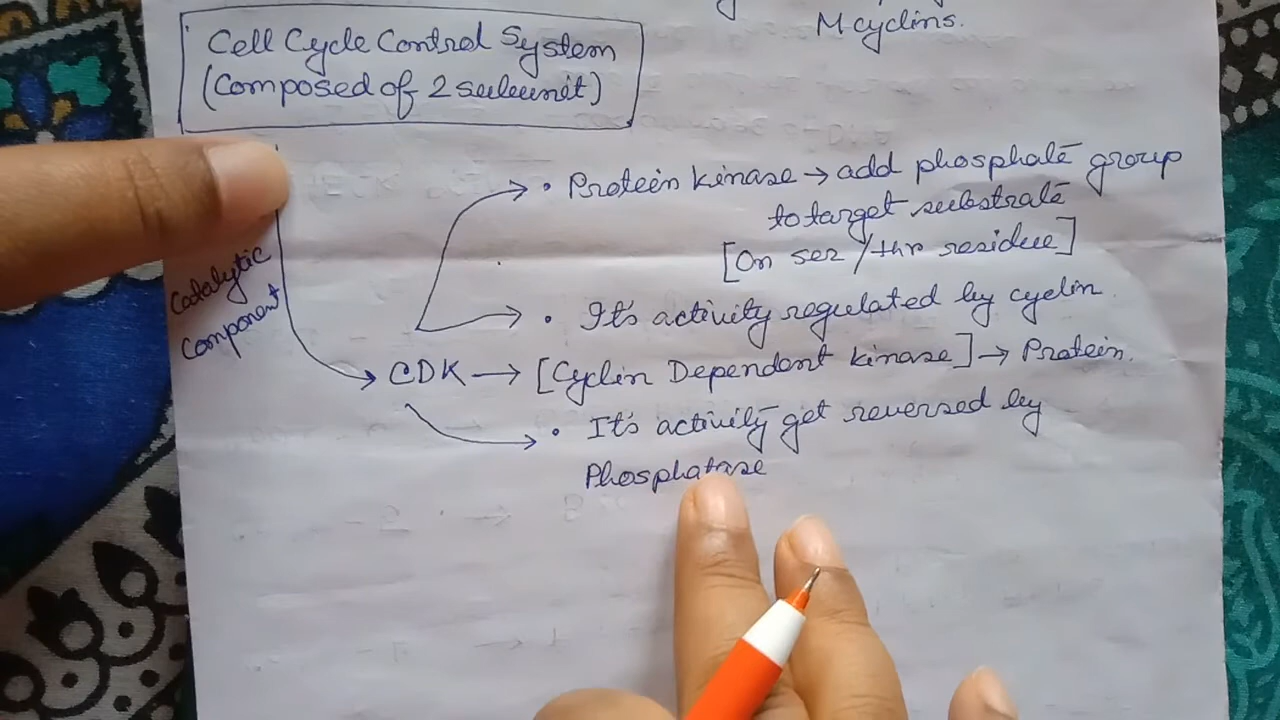 M cyclins.
Cell Cycle Control System
(Composed of 2 subunit)
• Protein kinase → add phosphate group
to target substrate
[On ser/thr residue]
Catalytic
Component
• It's activity regulated by cyclin
CDK → [Cyclin Dependent kinase] → Protein.
• It's activity get reversed by
Phosphatase